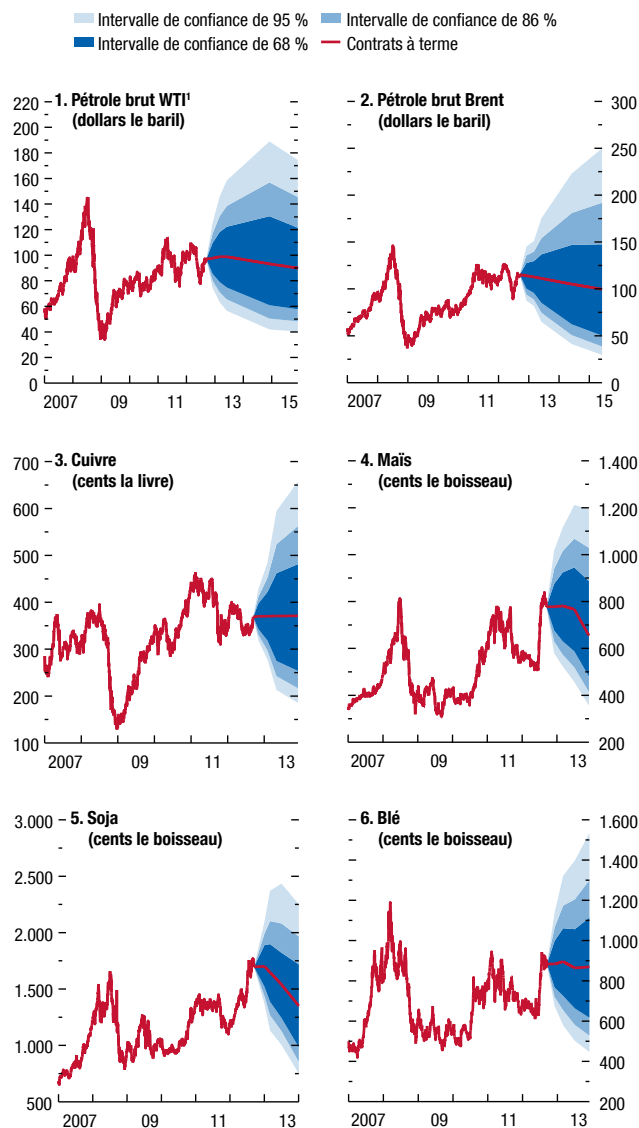 Intervalle de confiance de 95 %
Intervalle de confiance de 86 %
Intervalle de confiance de 68 %
Contrats à terme
1. Pétrole brut WTI¹
(dollars le baril)
220
200
180
160
140
120
100
80
60
40
20
0
2007 09 11 13 15
2. Pétrole brut Brent
(dollars le baril)
300
250
200
150
100
50
0
2007 09 11 13 15
3. Cuivre
(cents la livre)
700
600
500
400
300
200
100
2007 09 11 13
4. Maïs
(cents le boisseau)
1.400
1.200
1.000
800
600
400
200
2007 09 11 13
5. Soja
(cents le boisseau)
3.000
2.500
2.000
1.500
1.000
500
2007 09 11 13
6. Blé
(cents le boisseau)
1.600
1.400
1.200
1.000
800
600
400
200
2007 09 11 13